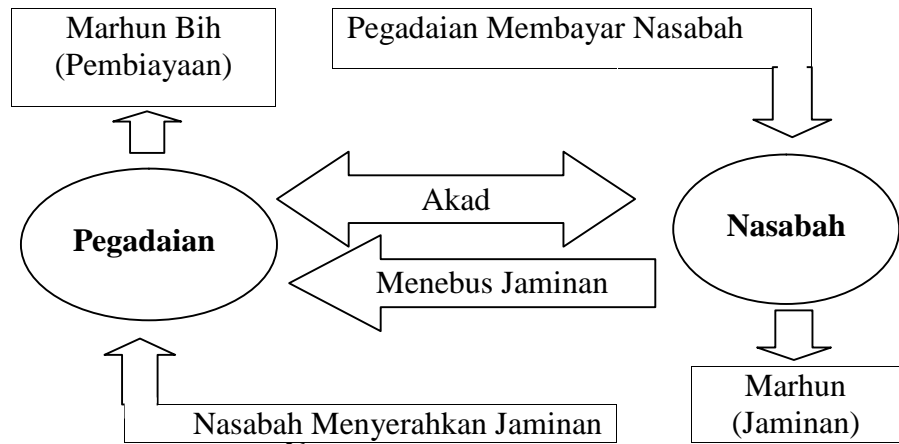 Marhun Bih
(Pembiayaan)
Pegadaian Membayar Nasabah
Akad
Pegadaian
Nasabah
Menebus Jaminan
Marhun
(Jaminan)
Nasabah Menyerahkan Jaminan